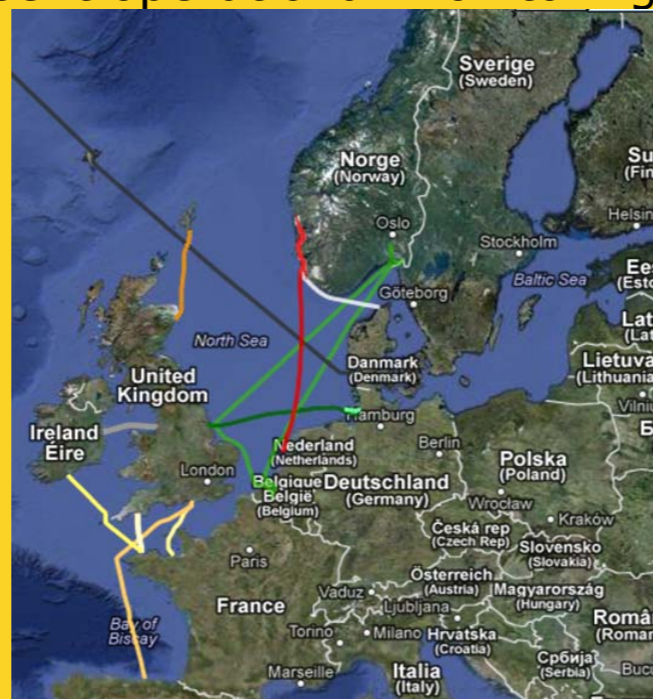 Sverige
(Sweden)
Norge
(Norway)
Oslo
Stockholm
Göteborg
Baltic Sea
North Sea
United
Kingdom
Danmark
(Denmark)
Lietuva
(Lithuania
Hamburg
Ireland
Éire
London
Nederland
(Netherlands)
Berlin
Polska
(Poland)
Belgique
België
(Belgium)
Deutschland
(Germany)
Wrocław
Kraków
Česká rep
(Czech Rep)
Slovensko
(Slovakia)
Paris
Österreich
(Austria)
Magyarország
(Hungary)
Vaduz
France
Ljubljana
Bay of
Biscay
Torino
Milano
Hrvatska
(Croatia)
Româ
(Roman
Србија
(Serbia)
Marseille
Italia
(Italy)
Bucu